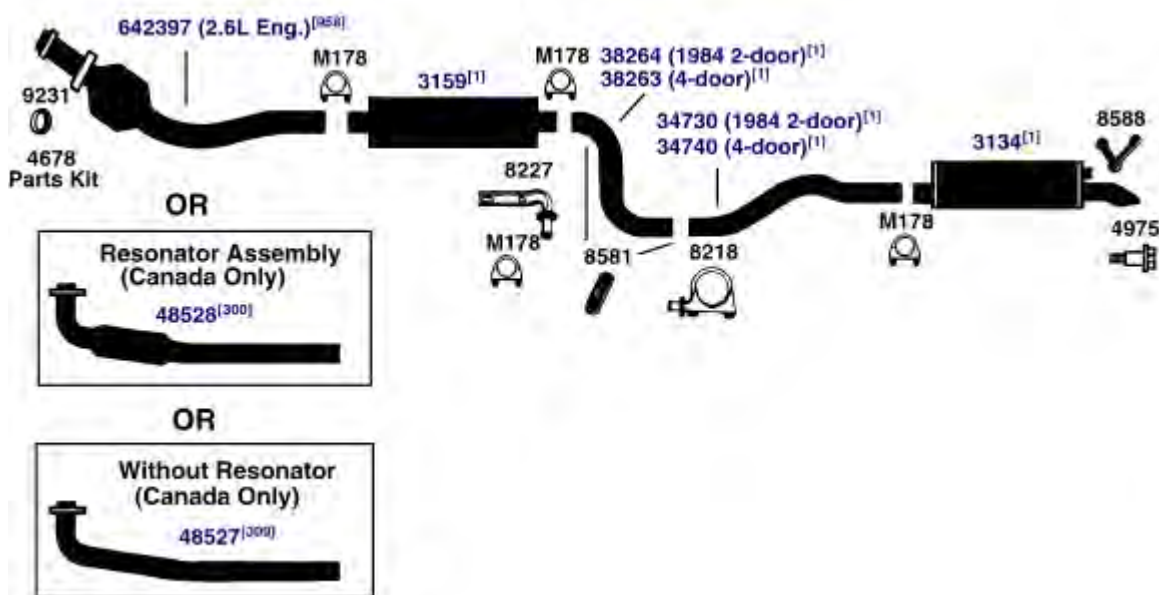 642397 (2.6L Eng.)[958]
M178
M178
38264 (1984 2-door)[1]
38263 (4-door)[1]
3159[1]
9231
4678
Parts Kit
34730 (1984 2-door)[1]
34740 (4-door)[1]
3134[1]
8588
8227
M178
8581
8218
M178
4975
OR
Resonator Assembly
(Canada Only)
48528[300]
OR
Without Resonator
(Canada Only)
48527[300]